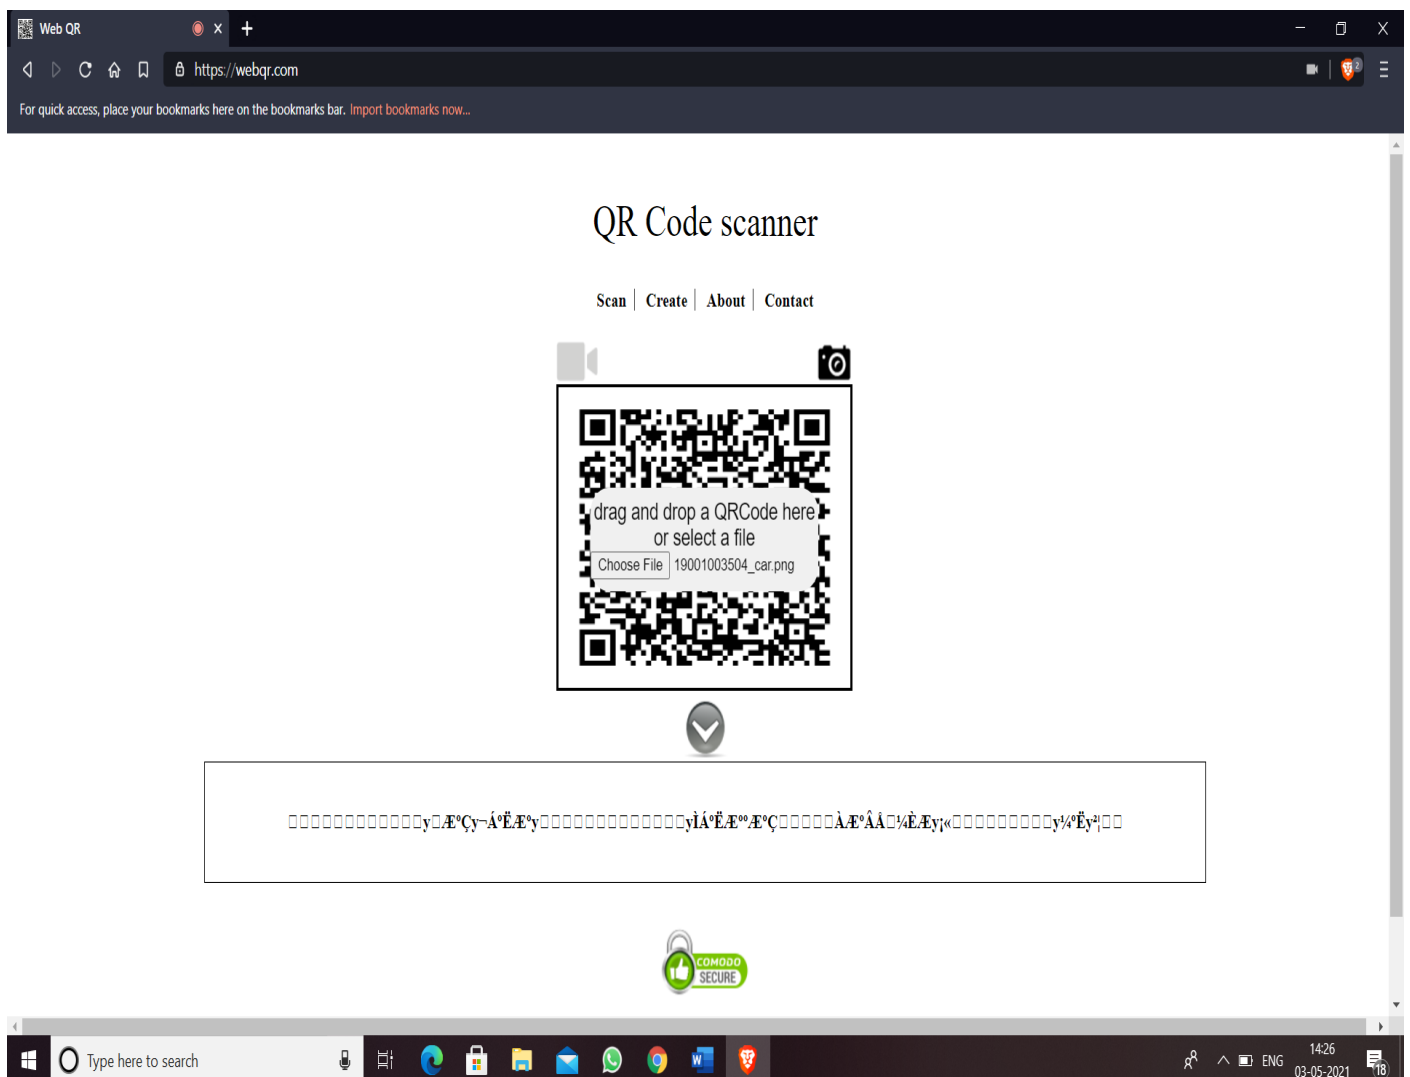 Web QR
https://webqr.com
2
For quick access, place your bookmarks here on the bookmarks bar. Import bookmarks now...
QR Code scanner
Scan | Create | About | Contact
drag and drop a QRCode here
or select a file
Choose File 19001003504_car.png
COMODO
SECURE
Type here to search
ENG
14:26
03-05-2021
18